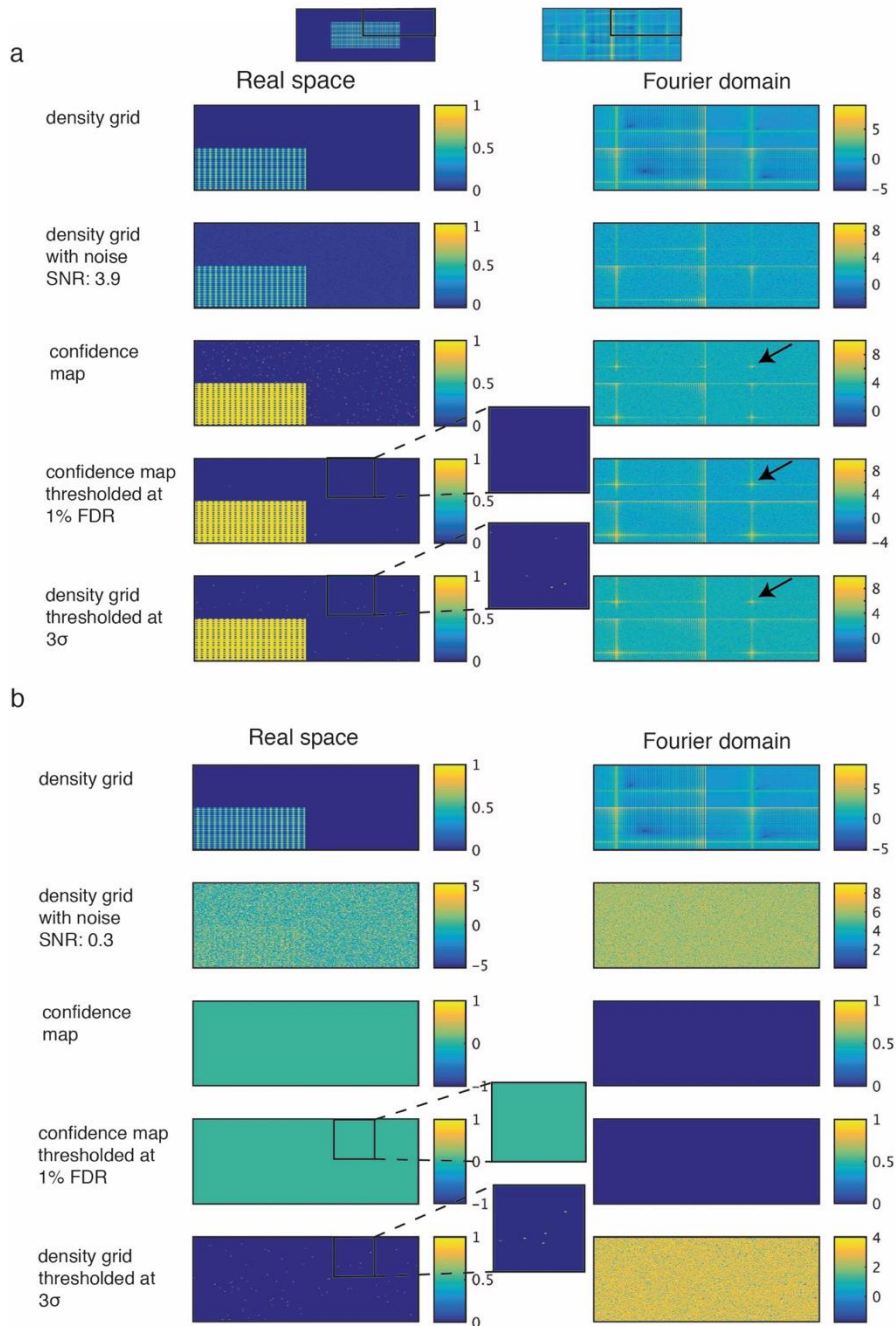 a
Real space
Fourier domain
density grid
1
0.5
0
5
0
-5
density grid
with noise
SNR: 3.9
1
0.5
0
8
4
0
confidence
map
1
0.5
0
8
4
0
confidence map
thresholded at
1% FDR
1
0.5
0
8
4
0
-4
density grid
thresholded at
3σ
1
0.5
0
8
4
0
b
Real space
Fourier domain
density grid
1
0.5
0
5
0
-5
density grid
with noise
SNR: 0.3
5
0
-5
8
6
4
2
confidence
map
1
0
-1
1
0.5
0
confidence map
thresholded at
1% FDR
1
0
-1
1
0.5
0
density grid
thresholded at
3σ
1
0.5
0
4
2
0